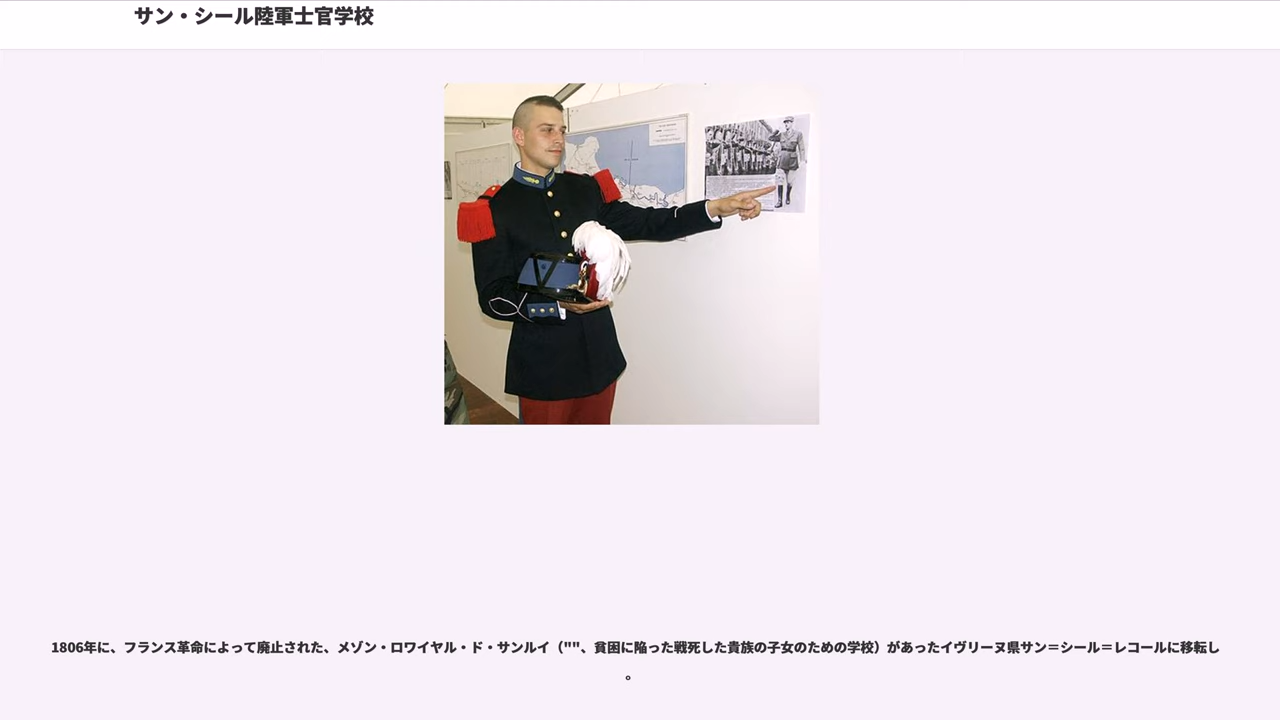 サン・シール陸軍士官学校
1806年に、フランス革命によって廃止された、メゾン・ロワイヤル・ド・サンルイ（""、貧困に陥った戦死した貴族の子女のための学校）があったイヴリーヌ県サン＝シール＝レコールに移転し
。